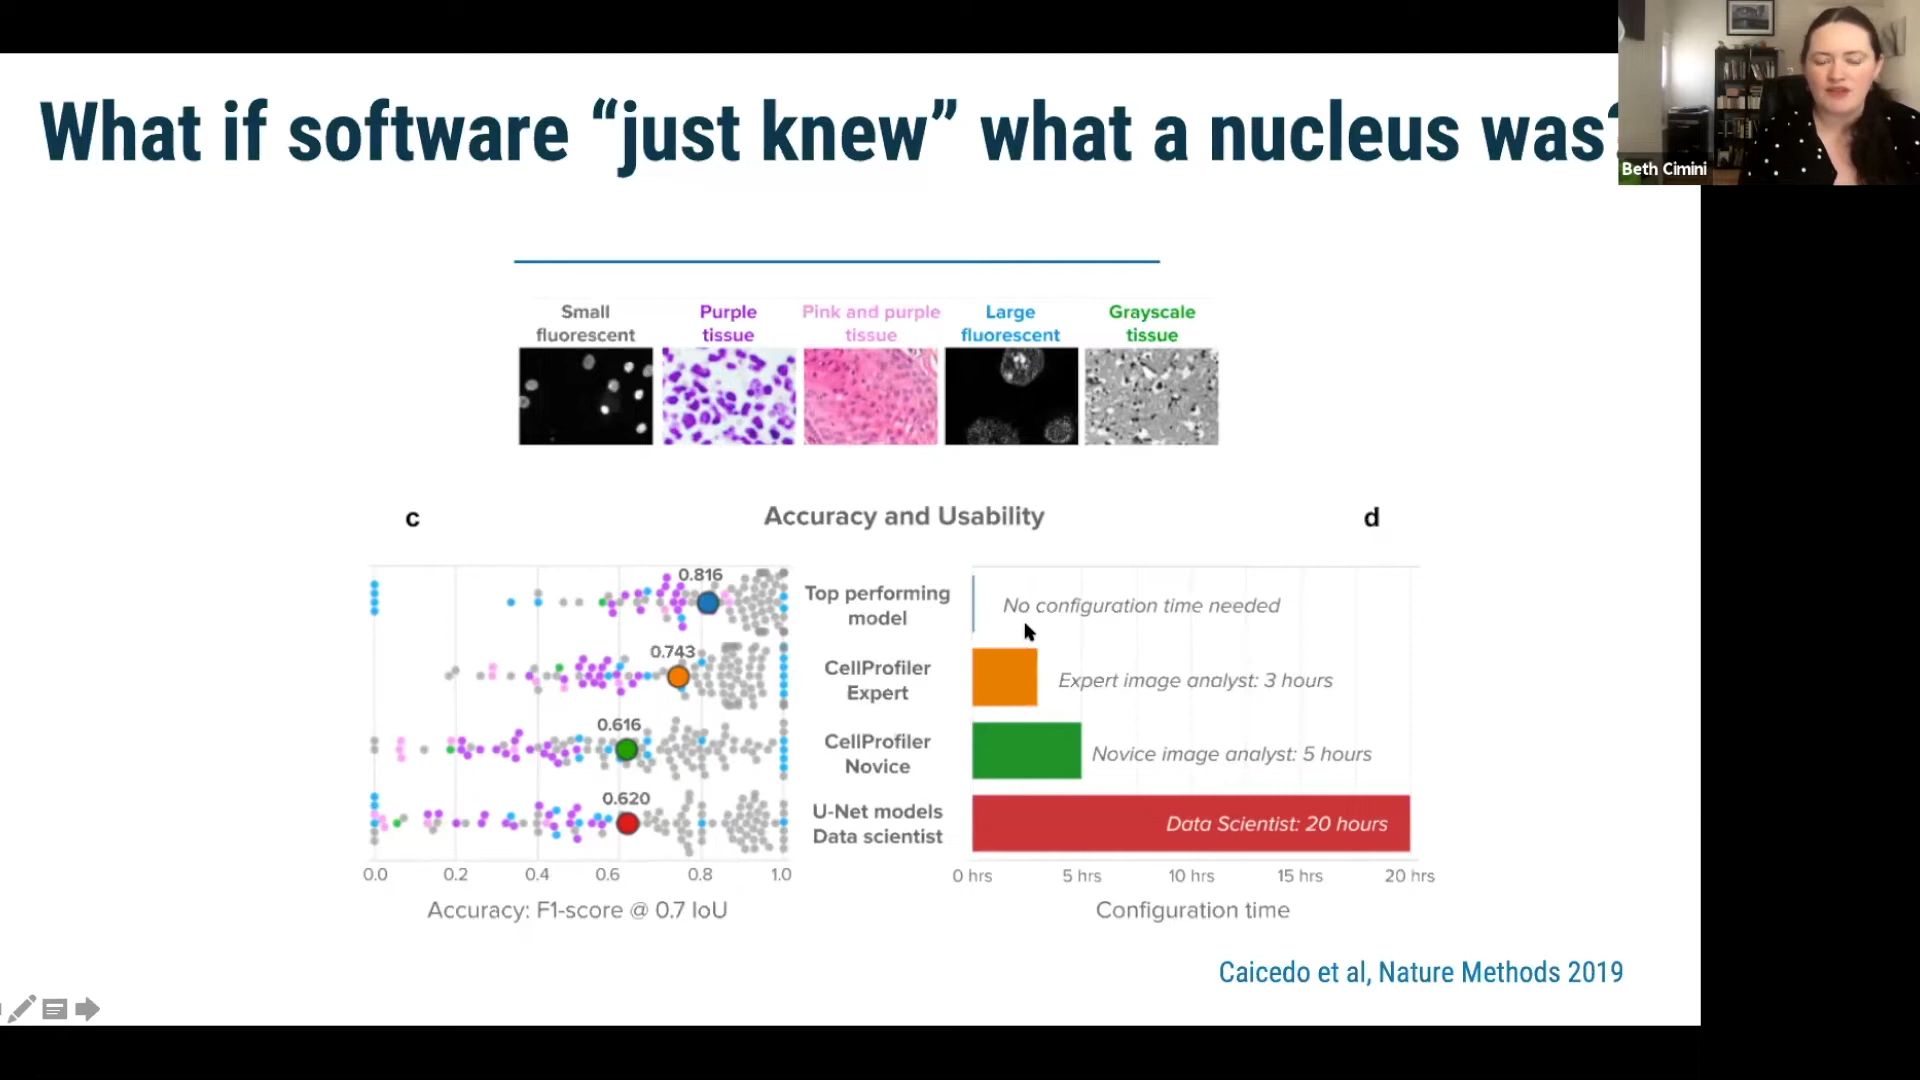 What if software “just knew” what a nucleus was?
Beth Cimini
Small
fluorescent
Purple
tissue
Pink and purple
tissue
Large
fluorescent
Grayscale
tissue
c
Accuracy and Usability
d
0.816
Top performing
model
No configuration time needed
0.743
CellProfiler
Expert
Expert image analyst: 3 hours
0.616
CellProfiler
Novice
Novice image analyst: 5 hours
0.620
U-Net models
Data scientist
Data Scientist: 20 hours
0.0 0.2 0.4 0.6 0.8 1.0
0 hrs 5 hrs 10 hrs 15 hrs 20 hrs
Accuracy: F1-score @ 0.7 IoU
Configuration time
Caicedo et al, Nature Methods 2019